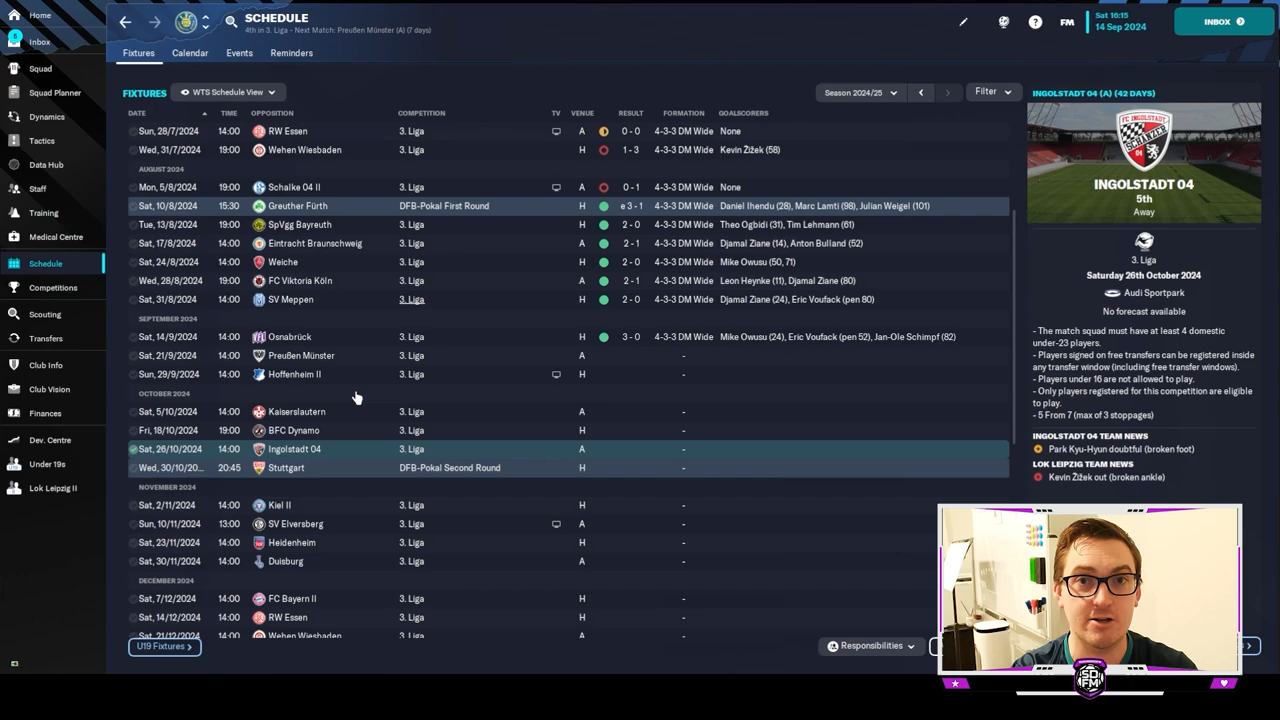 Home
Inbox
6
Squad
Squad Planner
Dynamics
Tactics
Data Hub
Staff
Training
Medical Centre
Schedule
Competitions
Scouting
Transfers
Club Info
Club Vision
Finances
Dev. Centre
Under 19s
Lok Leipzig II
SCHEDULE
4th in 3. Liga - Next Match: Preußen Münster (A) (7 days)
FM
Sat 16:15
14 Sep 2024
INBOX
Fixtures Calendar Events Reminders
FIXTURES WTS Schedule View Season 2024/25 Filter
DATE TIME OPPOSITION COMPETITION TV VENUE RESULT FORMATION GOALSCORERS
Sun, 28/7/2024 14:00 RW Essen 3. Liga A 0 - 0 4-3-3 DM Wide None
Wed, 31/7/2024 19:00 Wehen Wiesbaden 3. Liga H 1 - 3 4-3-3 DM Wide Kevin Žižek (58)
AUGUST 2024
Mon, 5/8/2024 19:00 Schalke 04 II 3. Liga A 0 - 1 4-3-3 DM Wide None
Sat, 10/8/2024 15:30 Greuther Fürth DFB-Pokal First Round H e 3 - 1 4-3-3 DM Wide Daniel Ihendu (28), Marc Lamti (98), Julian Weigel (101)
Tue, 13/8/2024 14:00 SpVgg Bayreuth 3. Liga H 2 - 0 4-3-3 DM Wide Theo Ogbidi (31), Tim Lehmann (61)
Sat, 17/8/2024 14:00 Eintracht Braunschweig 3. Liga A 2 - 1 4-3-3 DM Wide Djamal Ziane (14), Anton Bulland (52)
Sat, 24/8/2024 14:00 Weiche 3. Liga H 2 - 0 4-3-3 DM Wide Mike Owusu (50, 71)
Wed, 28/8/2024 19:00 FC Viktoria Köln 3. Liga A 2 - 1 4-3-3 DM Wide Leon Heynke (11), Djamal Ziane (80)
Sat, 31/8/2024 14:00 SV Meppen 3. Liga H 2 - 0 4-3-3 DM Wide Djamal Ziane (24), Eric Voufack (pen 80)
SEPTEMBER 2024
Sat, 14/9/2024 14:00 Osnabrück 3. Liga H 3 - 0 4-3-3 DM Wide Mike Owusu (24), Eric Voufack (pen 52), Jan-Ole Schimpf (82)
Sat, 21/9/2024 14:00 Preußen Münster 3. Liga A -
Sun, 29/9/2024 14:00 Hoffenheim II 3. Liga H -
OCTOBER 2024
Sat, 5/10/2024 14:00 Kaiserslautern 3. Liga A -
Fri, 18/10/2024 19:00 BFC Dynamo 3. Liga H -
Sat, 26/10/2024 14:00 Ingolstadt 04 3. Liga A -
Wed, 30/10/20... 20:45 Stuttgart DFB-Pokal Second Round H -
NOVEMBER 2024
Sat, 2/11/2024 14:00 Kiel II 3. Liga H -
Sun, 10/11/2024 13:00 SV Elversberg 3. Liga A -
Sat, 23/11/2024 14:00 Heidenheim 3. Liga H -
Sat, 30/11/2024 14:00 Duisburg 3. Liga A -
DECEMBER 2024
Sat, 7/12/2024 14:00 FC Bayern II 3. Liga H -
Sat, 14/12/2024 14:00 RW Essen 3. Liga H -
Sat, 21/12/2024 14:00 Wehen Wiesbaden 3. Liga A -
U19 Fixtures
Responsibilities
INGOLSTADT 04 (A) (42 DAYS)
FC INGOLSTADT
SCHANZER
04
INGOLSTADT 04
5th
Away
3. Liga
Saturday 26th October 2024
Audi Sportpark
No forecast available
- The match squad must have at least 4 domestic
under-23 players.
- Players signed on free transfers can be registered inside
any transfer window (including free transfer windows).
- Players under 16 are not allowed to play.
- Only players registered for this competition are eligible
to play.
- 5 From 7 (max of 3 stoppages)
INGOLSTADT 04 TEAM NEWS
Park Kyu-Hyun doubtful (broken foot)
LOK LEIPZIG TEAM NEWS
Kevin Žižek out (broken ankle)
SD
FM